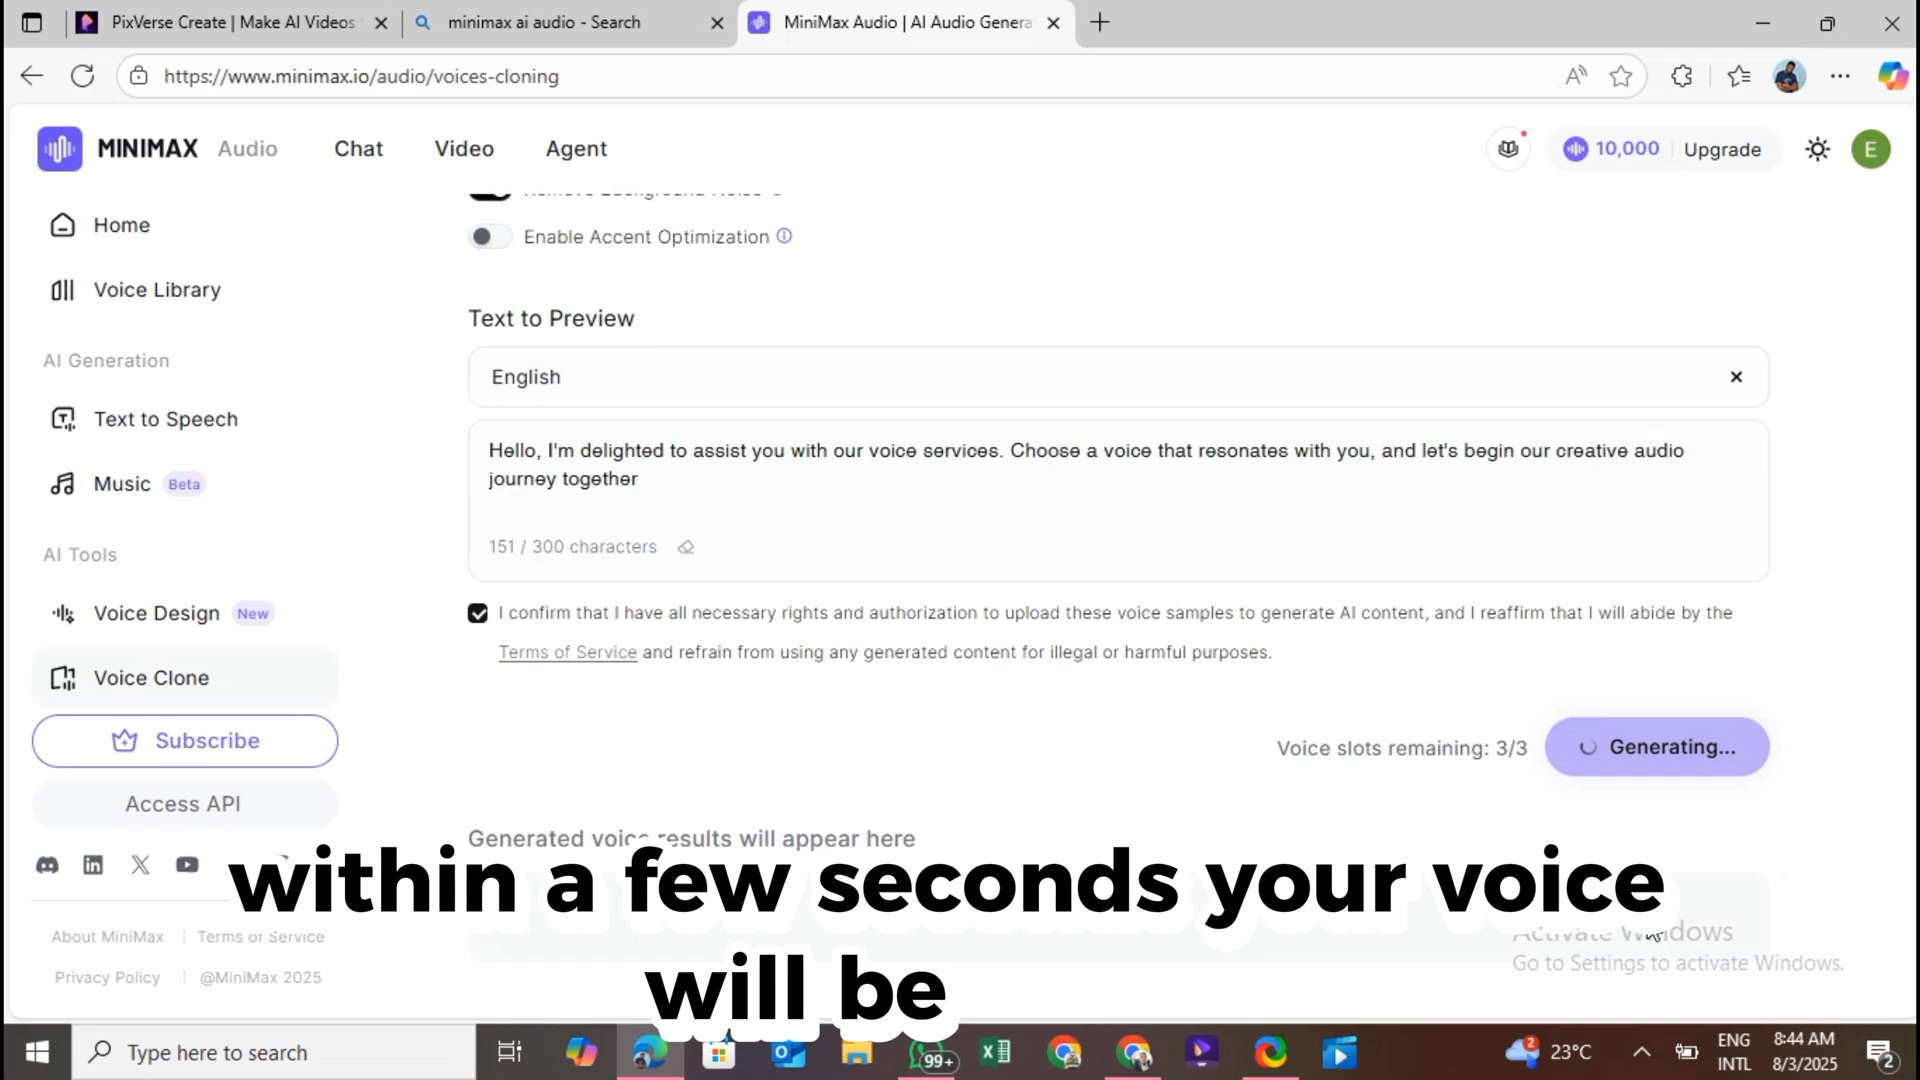 PixVerse Create | Make AI Videos
minimax ai audio - Search
MiniMax Audio | AI Audio Genera
https://www.minimax.io/audio/voices-cloning
MINIMAX Audio Chat Video Agent
10,000 Upgrade
E
Home
Voice Library
AI Generation
Text to Speech
Music Beta
AI Tools
Voice Design New
Voice Clone
Subscribe
Access API
About MiniMax | Terms of Service
Privacy Policy | @MiniMax 2025
Remove Background Noise
Enable Accent Optimization
Text to Preview
English
Hello, I'm delighted to assist you with our voice services. Choose a voice that resonates with you, and let's begin our creative audio
journey together
151 / 300 characters
I confirm that I have all necessary rights and authorization to upload these voice samples to generate AI content, and I reaffirm that I will abide by the
Terms of Service and refrain from using any generated content for illegal or harmful purposes.
Voice slots remaining: 3/3
Generating...
Generated voice results will appear here
within a few seconds your voice
will be
Activate Windows
Go to Settings to activate Windows.
Type here to search
99+
2
23°C
ENG
INTL
8:44 AM
8/3/2025
2